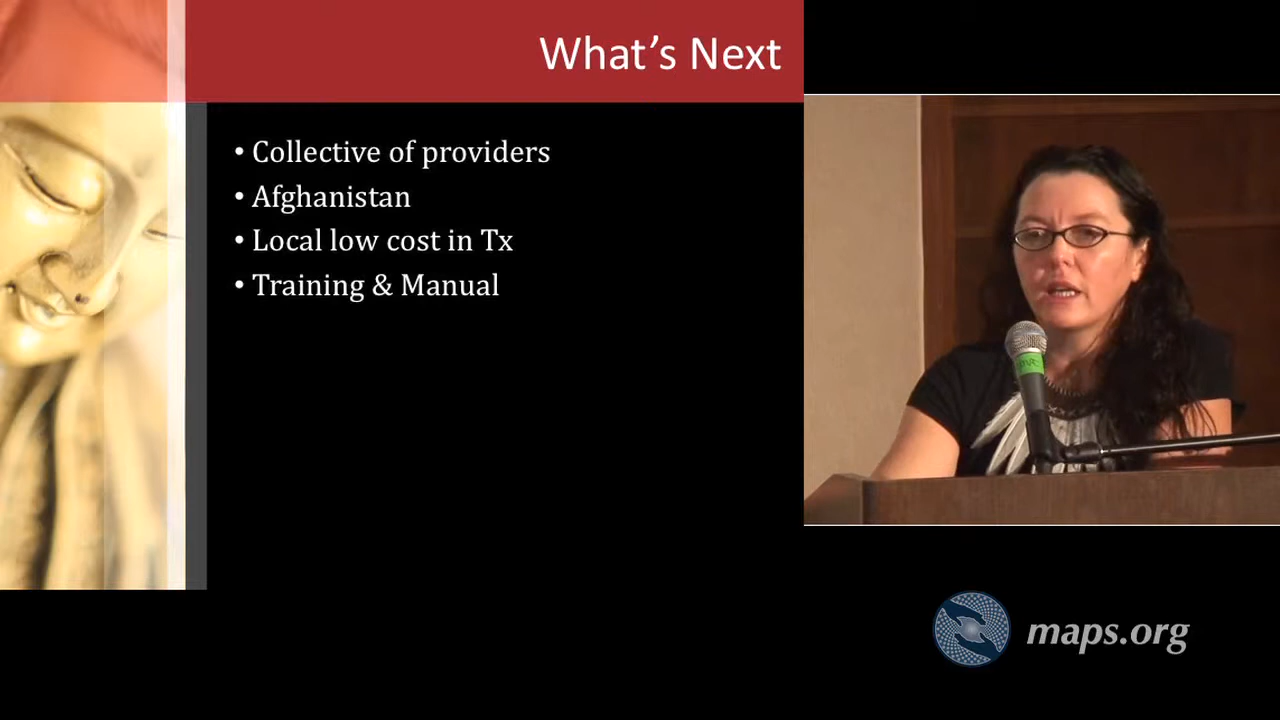 What's Next
• Collective of providers
• Afghanistan
• Local low cost in Tx
• Training & Manual
maps.org